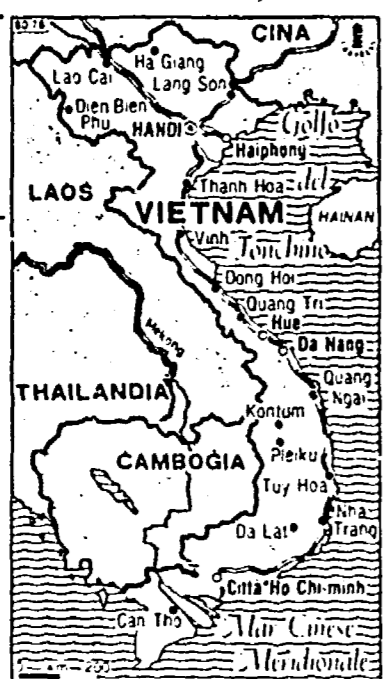 CINA
Ha Giang
Lao Cai
Lang Son
Dien Bien
Phu
HANOI
Golfo
Haiphong
LAOS
Thanh Hoa
del
VIETNAM
HAINAN
Vinh
Tonchino
Dong Hoi
Quang Tri
Hue
Da Nang
Mekong
Quang
Ngai
THAILANDIA
Kontum
Pleiku
CAMBOGIA
Tuy Hoa
Nha
Trang
Da Lat
Città Ho Chi-minh
Can Tho
Mar Cinese
Meridionale
km 200